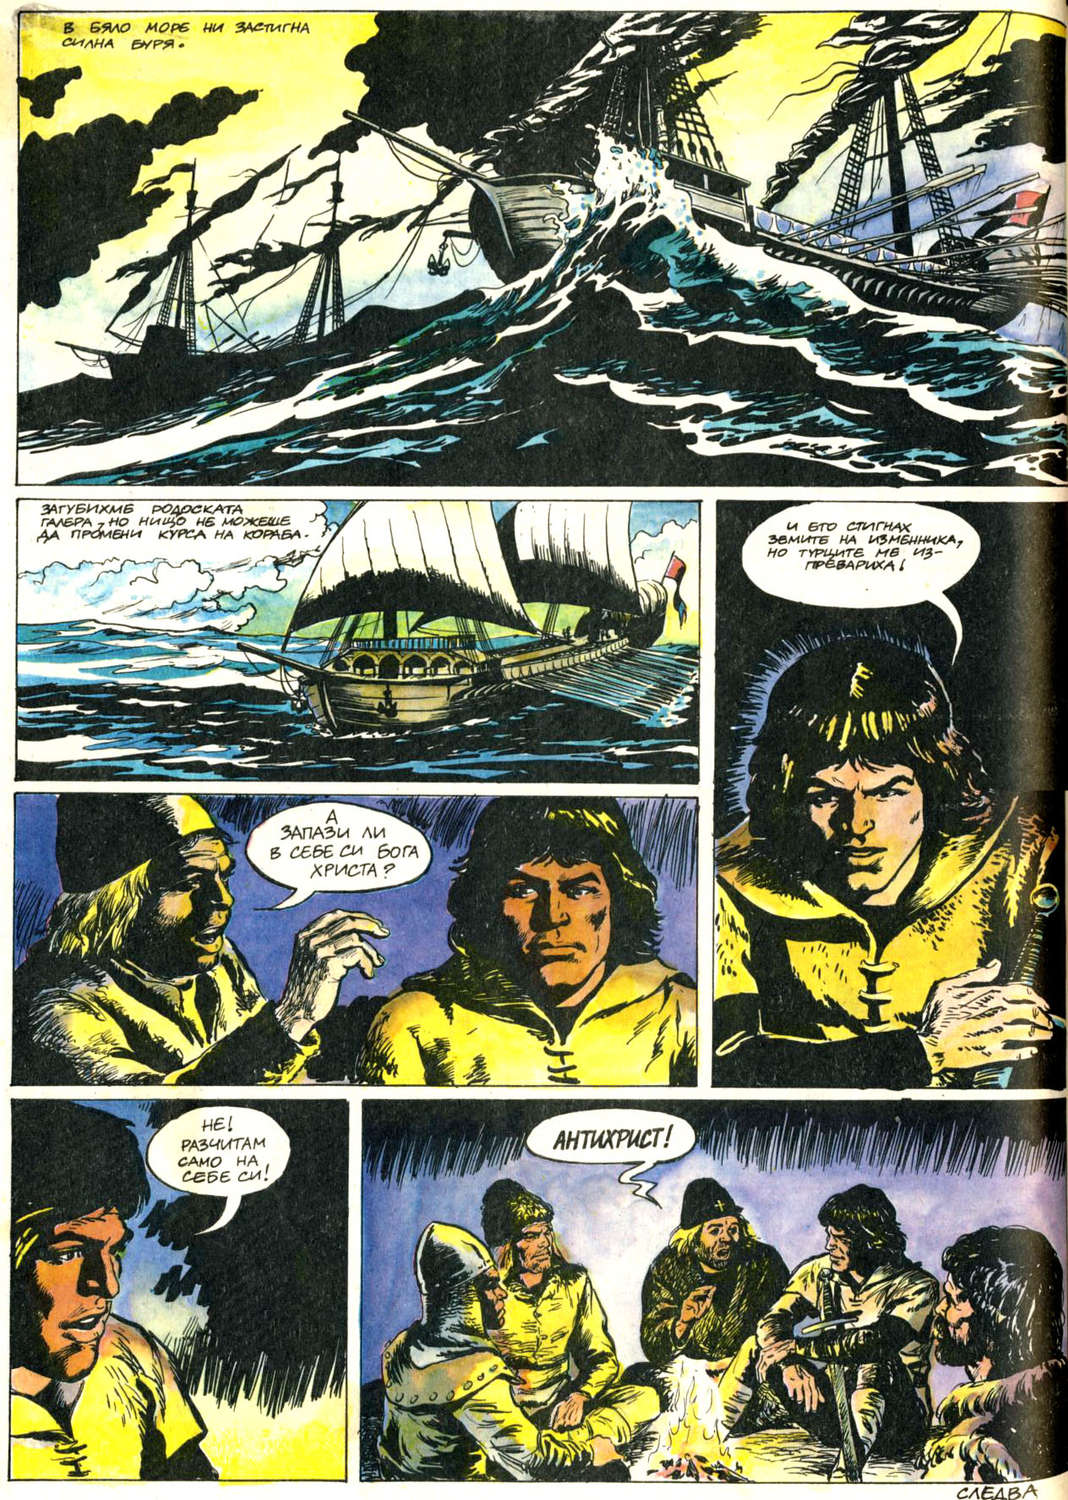 В БЯЛО МОРЕ НИ ЗАСТИГНА
СИЛНА БУРЯ.
ЗАГУБИХМЕ РОДОСКАТА
ГАЛЕРА, НО НИЩО НЕ МОЖЕШЕ
ДА ПРОМЕНИ КУРСА НА КОРАБА.
И ЕТО СТИГНАХ
ЗЕМИТЕ НА ИЗМЕННИКА,
НО ТУРЦИТЕ МЕ ИЗ-
ПРЕВАРИХА!
А
ЗАПАЗИ ЛИ
В СЕБЕ СИ БОГА
ХРИСТА?
НЕ!
РАЗЧИТАМ
САМО НА
СЕБЕ СИ!
АНТИХРИСТ!
СЛЕДВА